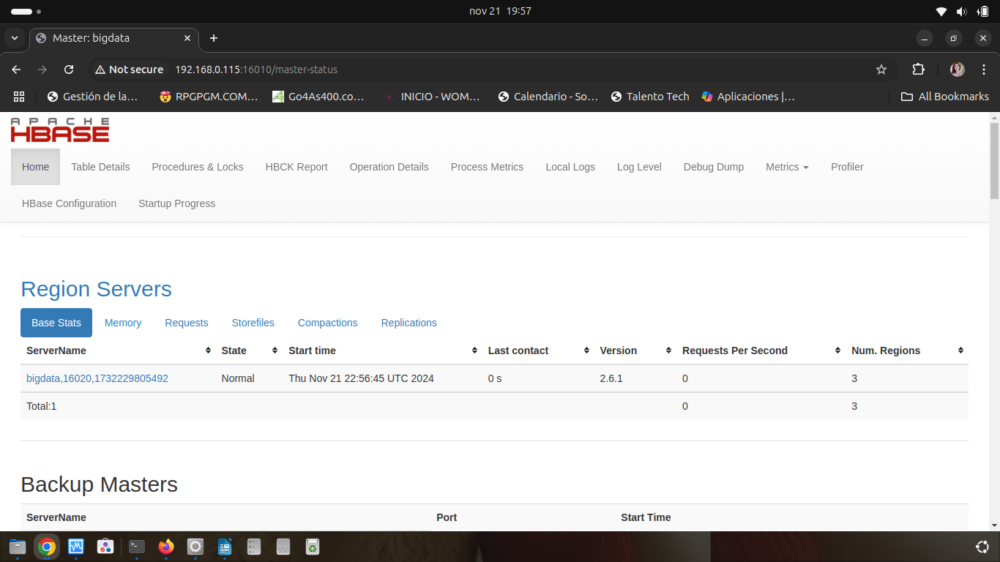 nov 21 19:57
Master: bigdata
Not secure 192.168.0.115:16010/master-status
Gestión de la... RPGPGM.COM... Go4As400.co... INICIO - WOM... Calendario - So... Talento Tech Aplicaciones |... All Bookmarks
APACHE
HBASE
Home Table Details Procedures & Locks HBCK Report Operation Details Process Metrics Local Logs Log Level Debug Dump Metrics Profiler
HBase Configuration Startup Progress
Region Servers
Base Stats Memory Requests Storefiles Compactions Replications
ServerName State Start time Last contact Version Requests Per Second Num. Regions
bigdata,16020,1732229805492 Normal Thu Nov 21 22:56:45 UTC 2024 0 s 2.6.1 0 3
Total:1 0 3
Backup Masters
ServerName Port Start Time
SSD